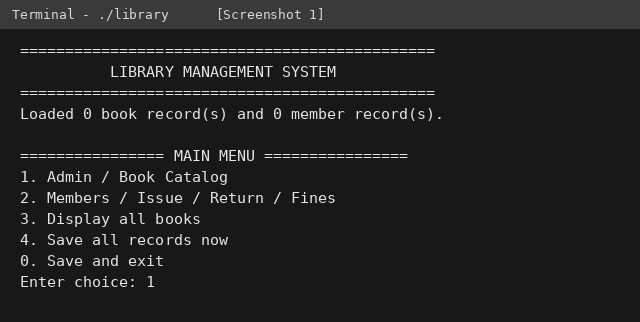 Terminal - ./library      [Screenshot 1]
==============================================
          LIBRARY MANAGEMENT SYSTEM
==============================================
Loaded 0 book record(s) and 0 member record(s).
================ MAIN MENU ================
1. Admin / Book Catalog
2. Members / Issue / Return / Fines
3. Display all books
4. Save all records now
0. Save and exit
Enter choice: 1